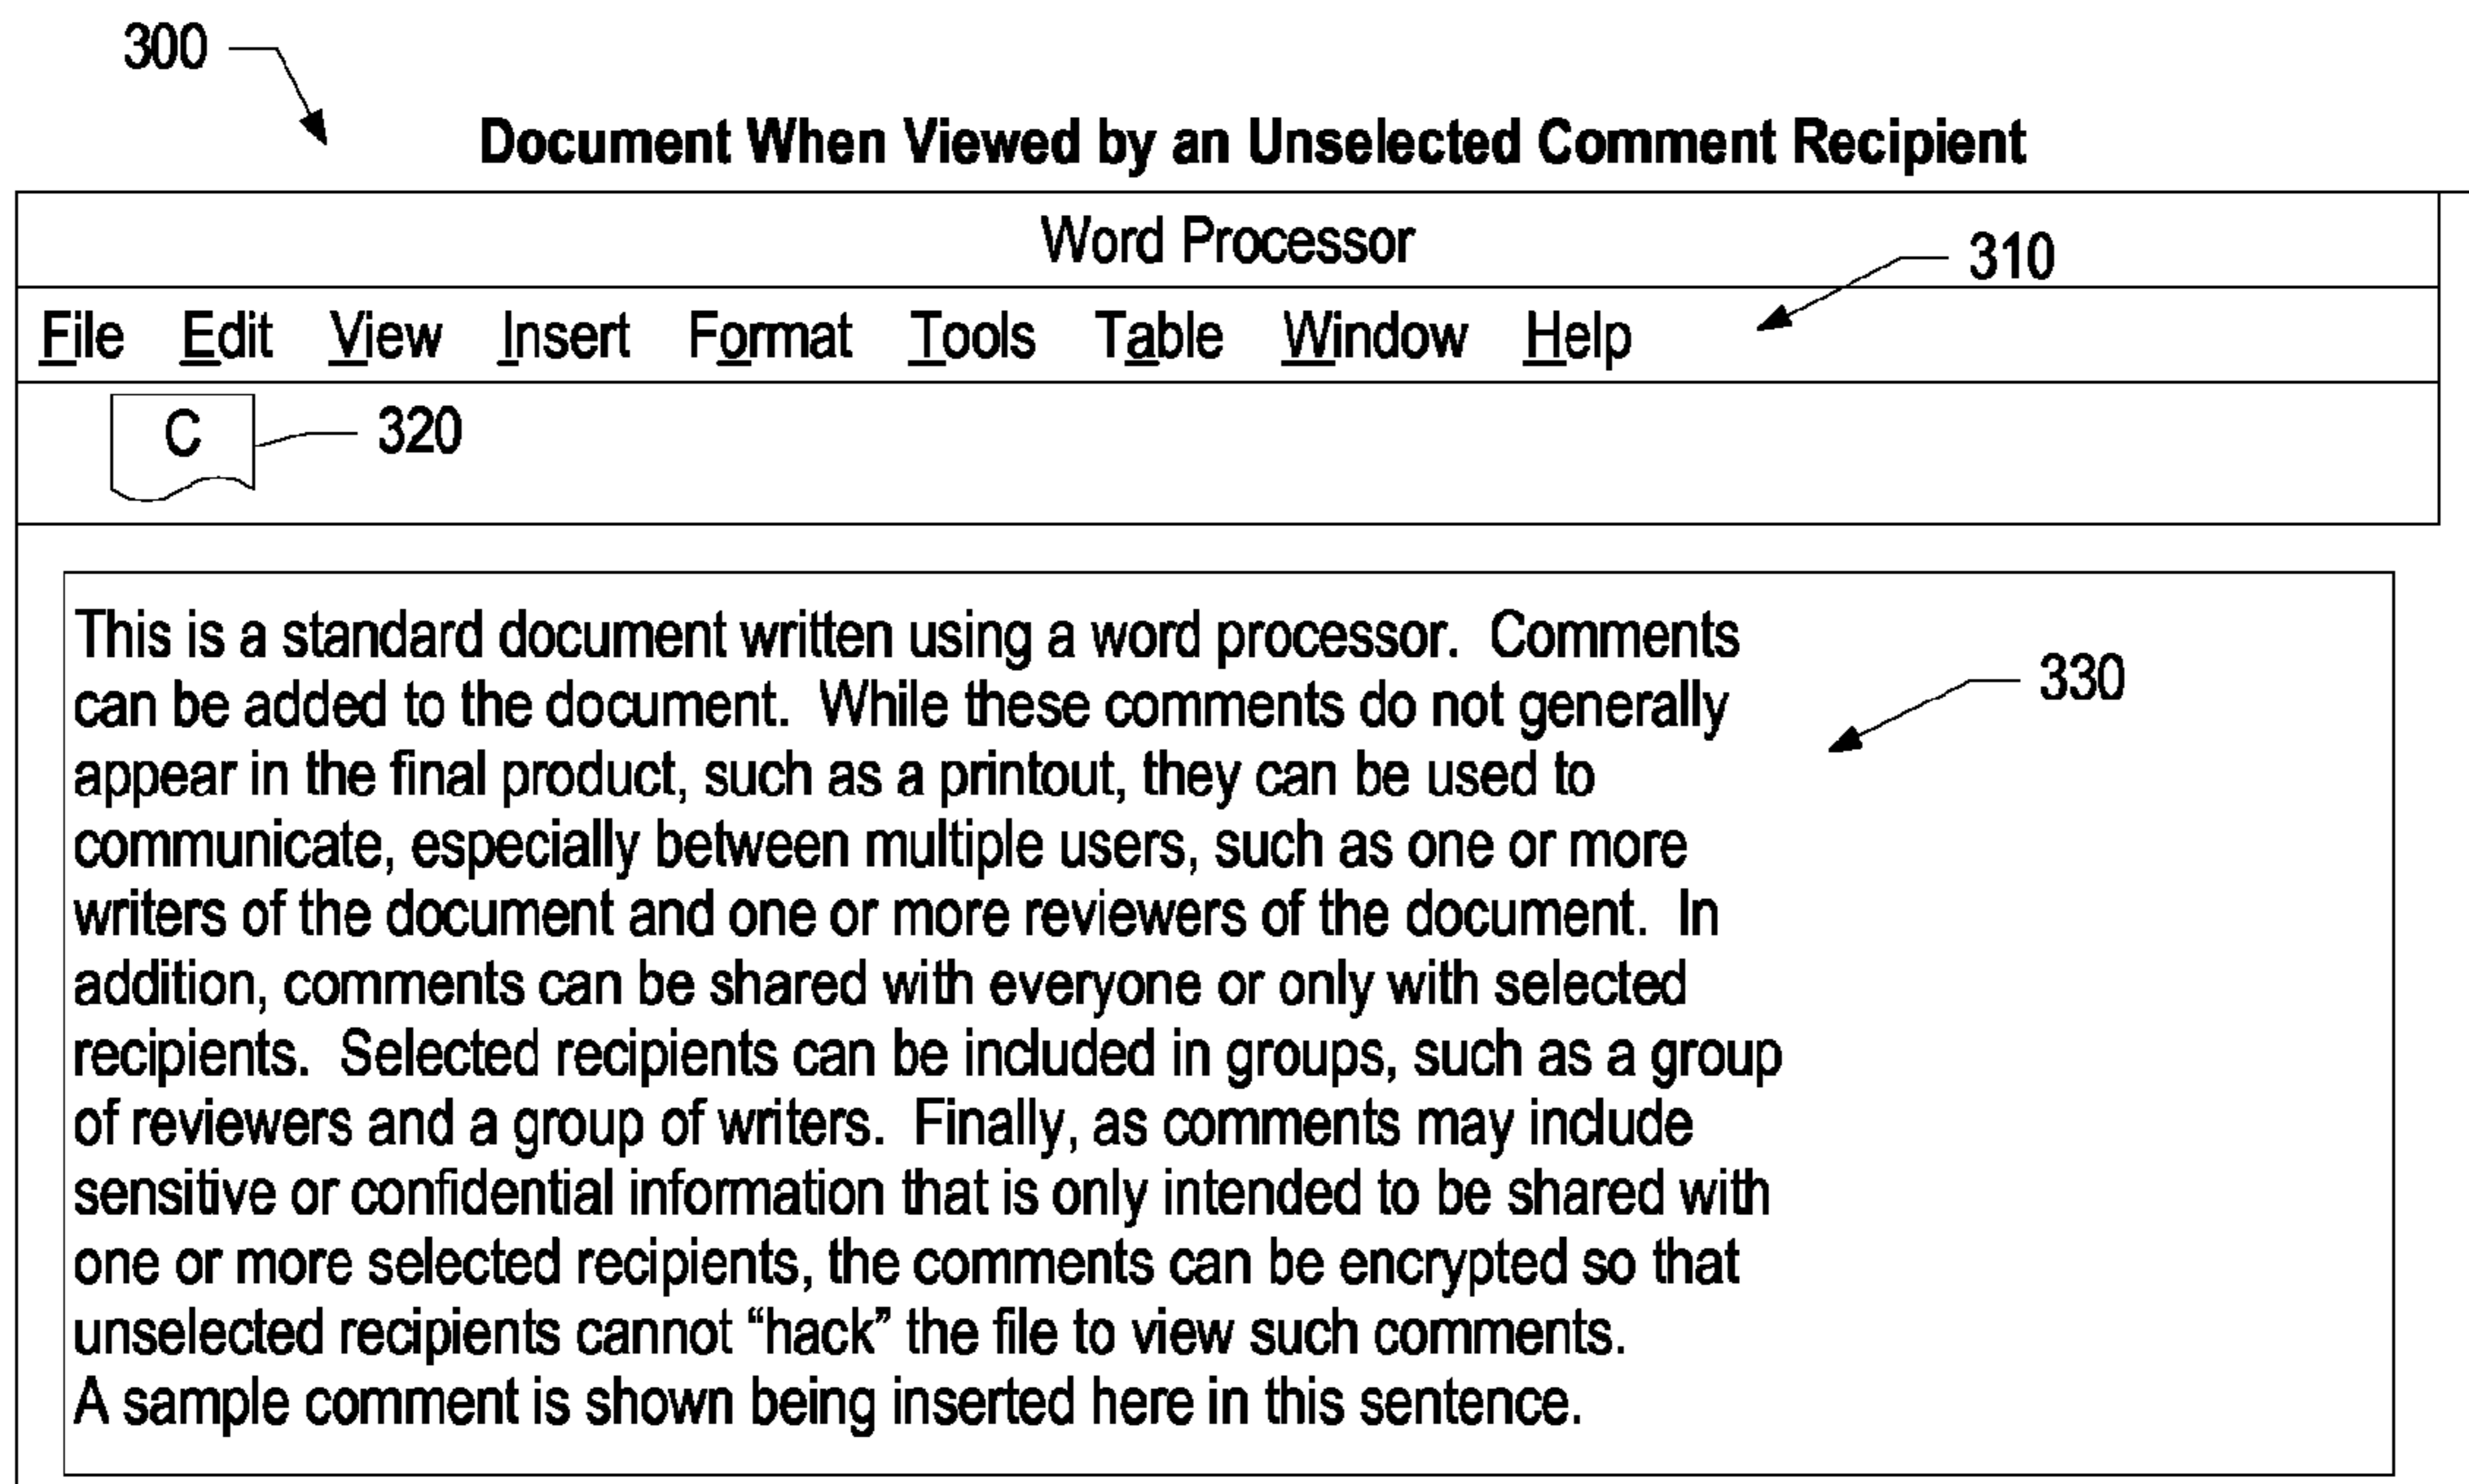 300
Document When Viewed by an Unselected Comment Recipient
Word Processor
310
File Edit View Insert Format Tools Table Window Help
C
320
This is a standard document written using a word processor. Comments
can be added to the document. While these comments do not generally
330
appear in the final product, such as a printout, they can be used to
communicate, especially between multiple users, such as one or more
writers of the document and one or more reviewers of the document. In
addition, comments can be shared with everyone or only with selected
recipients. Selected recipients can be included in groups, such as a group
of reviewers and a group of writers. Finally, as comments may include
sensitive or confidential information that is only intended to be shared with
one or more selected recipients, the comments can be encrypted so that
unselected recipients cannot “hack” the file to view such comments.
A sample comment is shown being inserted here in this sentence.